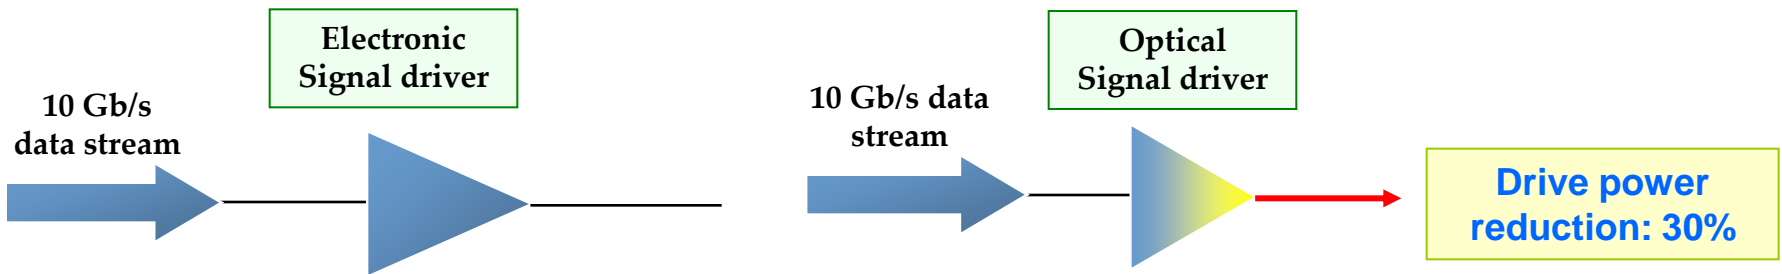 Electronic
Signal driver
10 Gb/s
data stream
Optical
Signal driver
10 Gb/s data
stream
Drive power
reduction: 30%